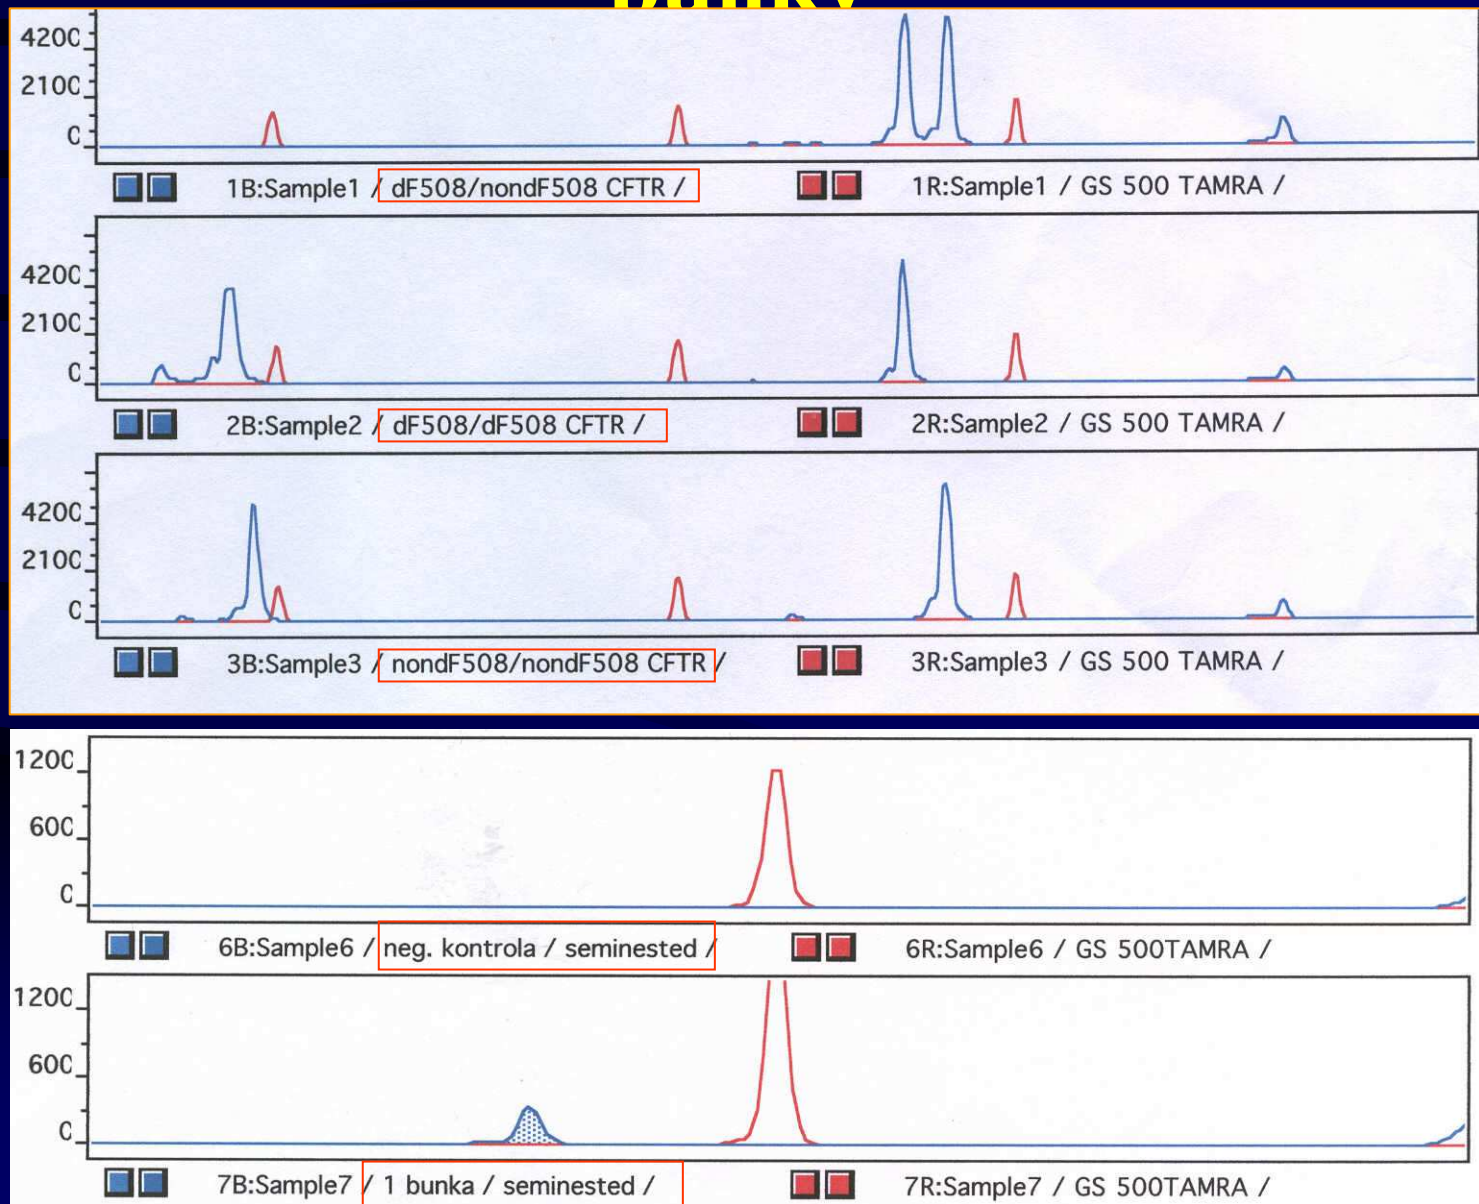 4200
2100
0
1B:Sample1 / dF508/nondF508 CFTR /
1R:Sample1 / GS 500 TAMRA /
4200
2100
0
2B:Sample2 / dF508/dF508 CFTR /
2R:Sample2 / GS 500 TAMRA /
4200
2100
0
3B:Sample3 / nondF508/nondF508 CFTR /
3R:Sample3 / GS 500 TAMRA /
1200
600
0
6B:Sample6 / neg. kontrola / seminested /
6R:Sample6 / GS 500TAMRA /
1200
600
0
7B:Sample7 / 1 bunka / seminested /
7R:Sample7 / GS 500TAMRA /